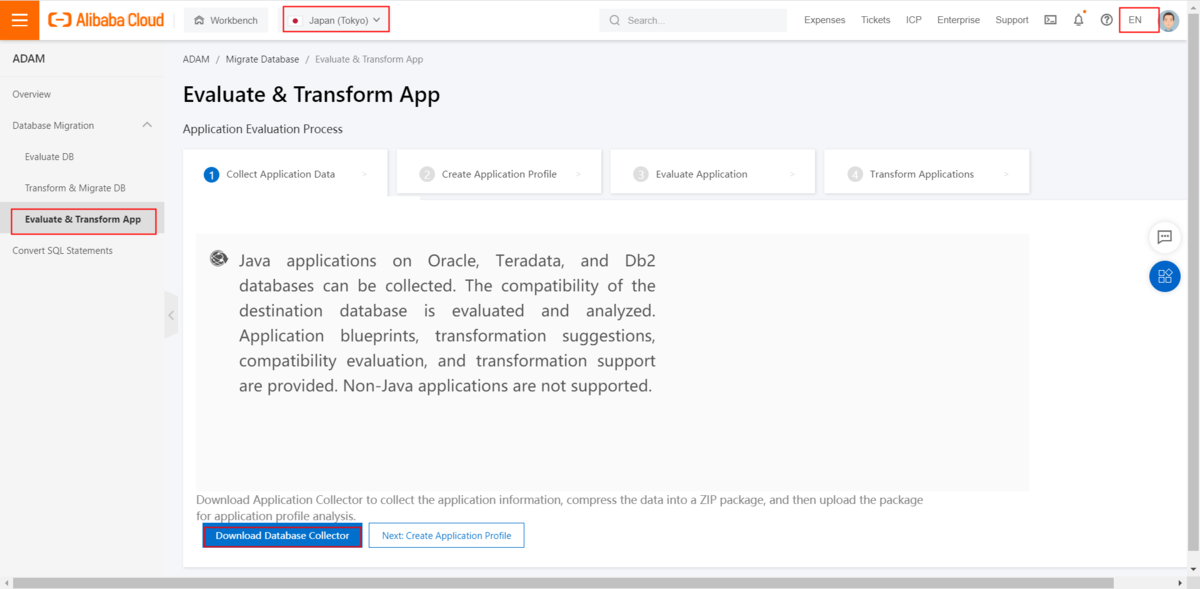 Alibaba Cloud
Workbench
Japan (Tokyo)
Search...
Expenses
Tickets
ICP
Enterprise
Support
EN
ADAM
Overview
Database Migration
Evaluate DB
Transform & Migrate DB
Evaluate & Transform App
Convert SQL Statements
ADAM / Migrate Database / Evaluate & Transform App
Evaluate & Transform App
Application Evaluation Process
1 Collect Application Data >
2 Create Application Profile >
3 Evaluate Application >
4 Transform Applications >
Java applications on Oracle, Teradata, and Db2
databases can be collected. The compatibility of the
destination database is evaluated and analyzed.
Application blueprints, transformation suggestions,
compatibility evaluation, and transformation support
are provided. Non-Java applications are not supported.
Download Application Collector to collect the application information, compress the data into a ZIP package, and then upload the package
for application profile analysis.
Download Database Collector
Next: Create Application Profile